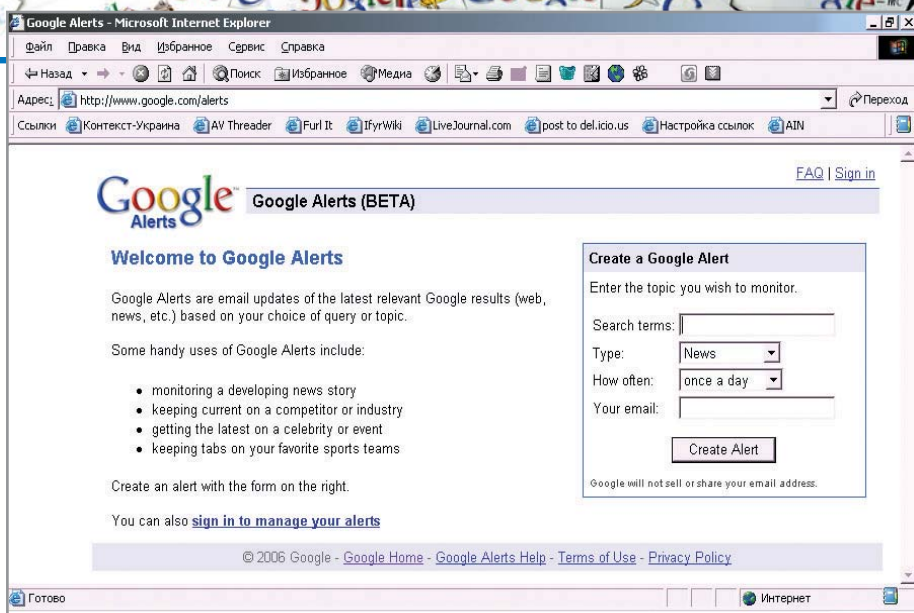 Google Alerts - Microsoft Internet Explorer
Файл Правка Вид Избранное Сервис Справка
Назад Поиск Избранное Медиа
Адрес: http://www.google.com/alerts Переход
Ссылки Контекст-Украина AV Threader Furl It IfyrWiki LiveJournal.com post to del.icio.us Настройка ссылок AIN
FAQ | Sign in
Google™ Alerts
Google Alerts (BETA)
Welcome to Google Alerts
Google Alerts are email updates of the latest relevant Google results (web,
news, etc.) based on your choice of query or topic.
Some handy uses of Google Alerts include:
• monitoring a developing news story
• keeping current on a competitor or industry
• getting the latest on a celebrity or event
• keeping tabs on your favorite sports teams
Create an alert with the form on the right.
You can also sign in to manage your alerts
Create a Google Alert
Enter the topic you wish to monitor.
Search terms:
Type: News
How often: once a day
Your email:
Create Alert
Google will not sell or share your email address.
© 2006 Google - Google Home - Google Alerts Help - Terms of Use - Privacy Policy
Готово Интернет